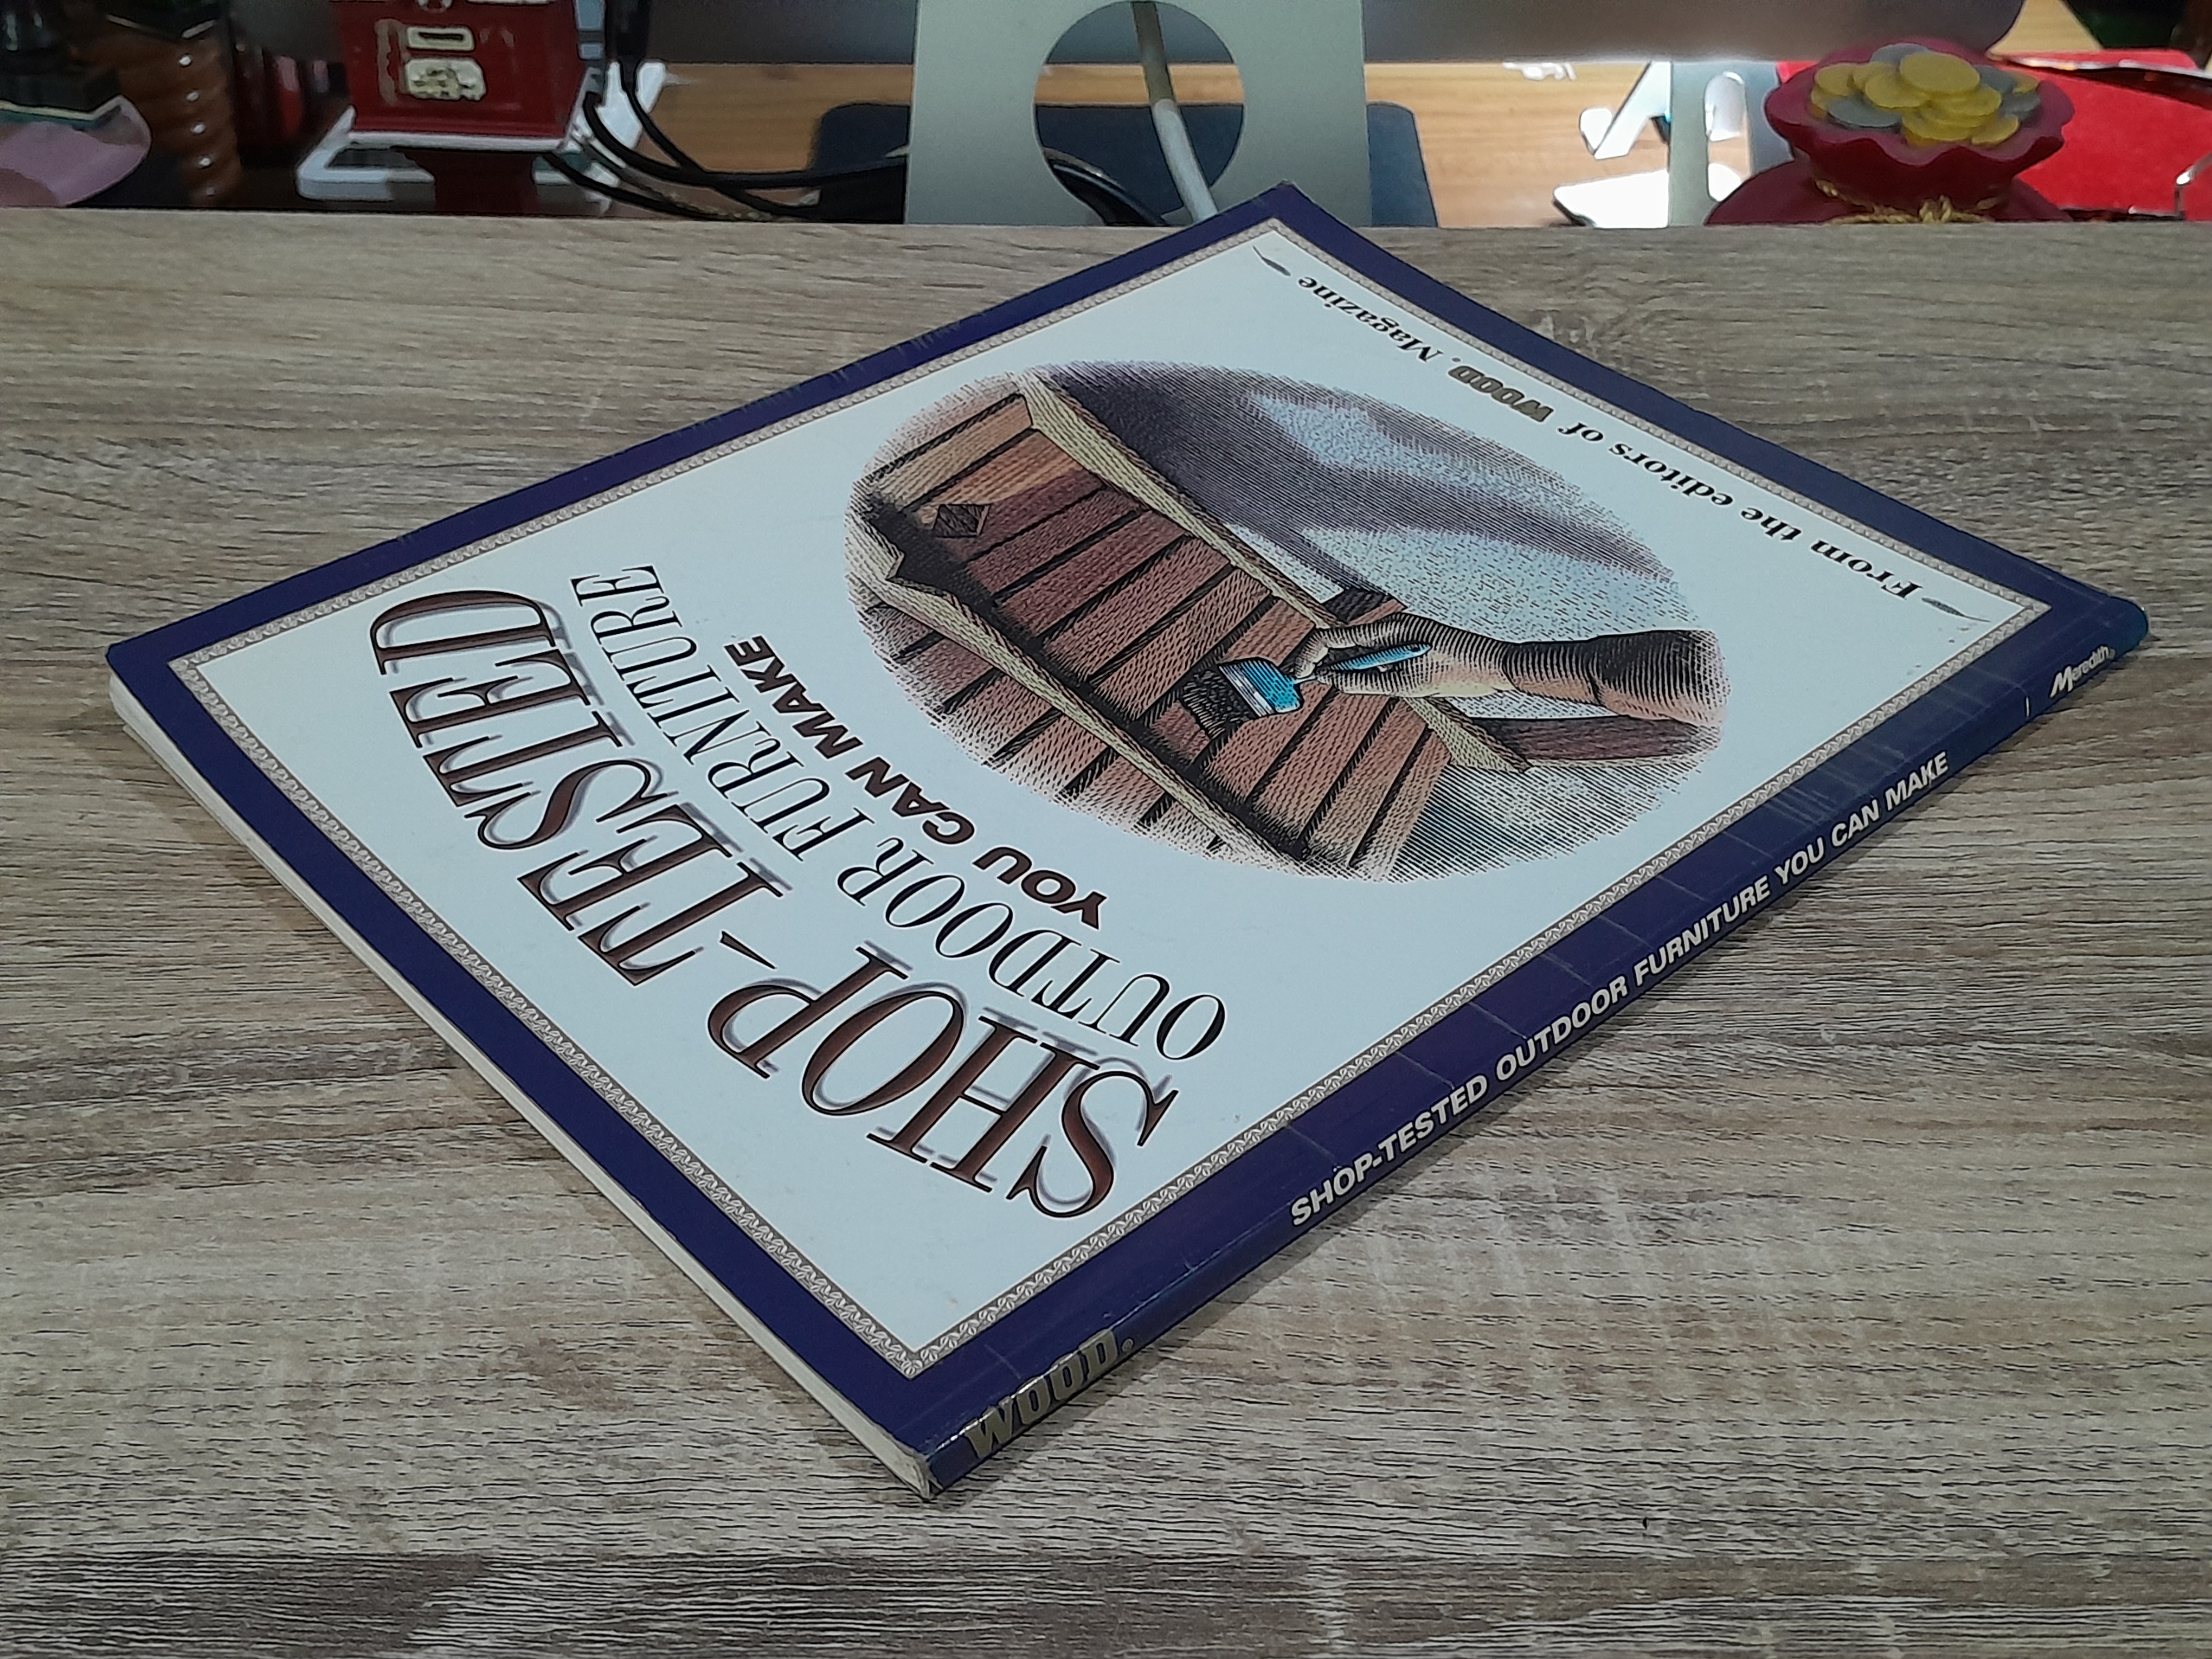 SHOP-TESTED
OUTDOOR FURNITURE
YOU CAN MAKE
From the editors of WOOD® Magazine
WOOD® SHOP-TESTED OUTDOOR FURNITURE YOU CAN MAKE Meredith®